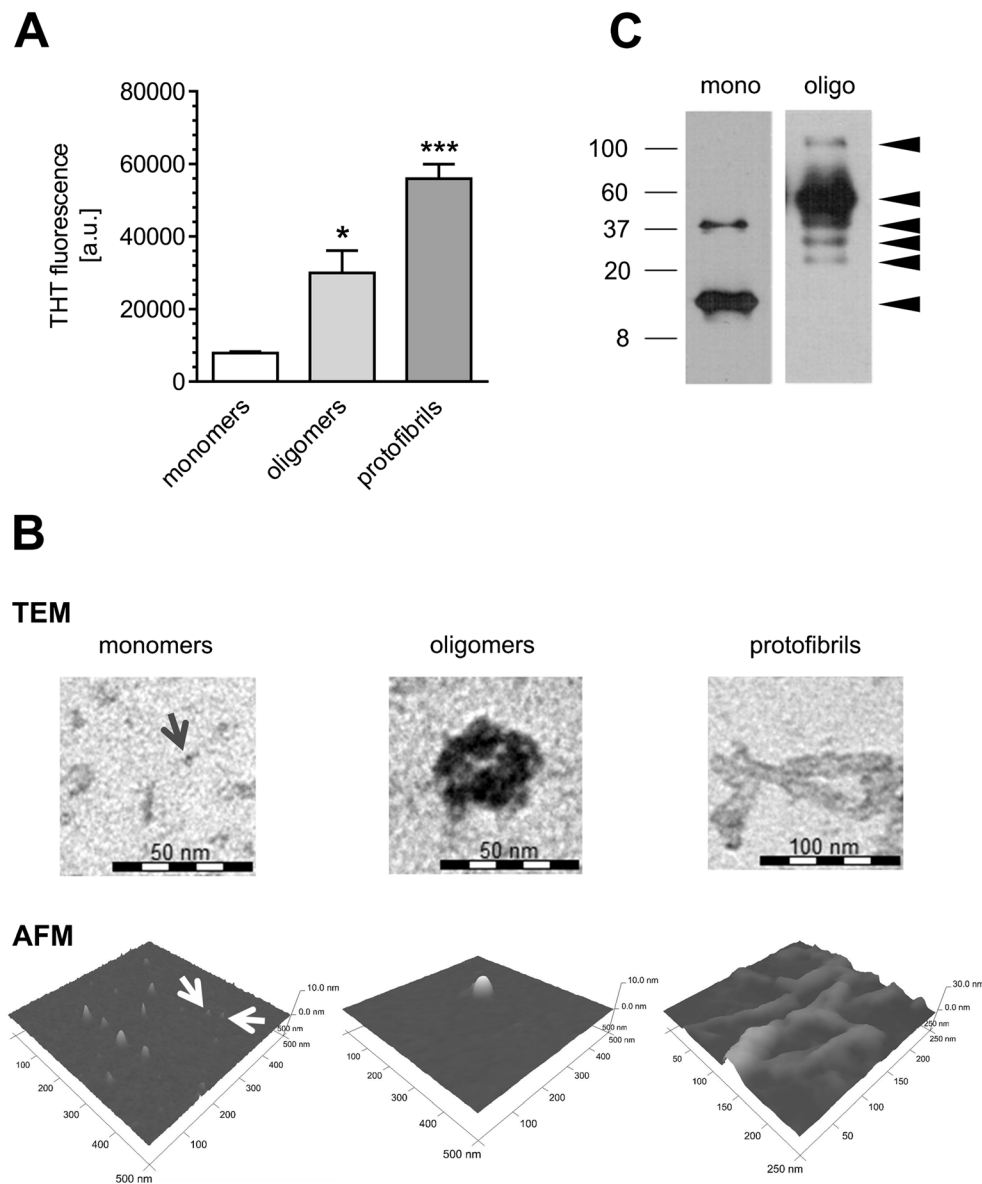 A
C
80000
60000
40000
20000
0
THT fluorescence
[a.u.]
*
***
monomers
oligomers
protofibrils
mono
oligo
100
60
37
20
8
B
TEM
monomers
oligomers
protofibrils
50 nm
50 nm
100 nm
AFM
10.0 nm
0.0 nm
500 nm
500 nm
400
300
200
100
100
200
300
400
500 nm
10.0 nm
0.0 nm
500 nm
500 nm
400
300
200
100
100
200
300
400
500 nm
30.0 nm
0.0 nm
250 nm
250 nm
200
150
100
50
50
100
150
200
250 nm